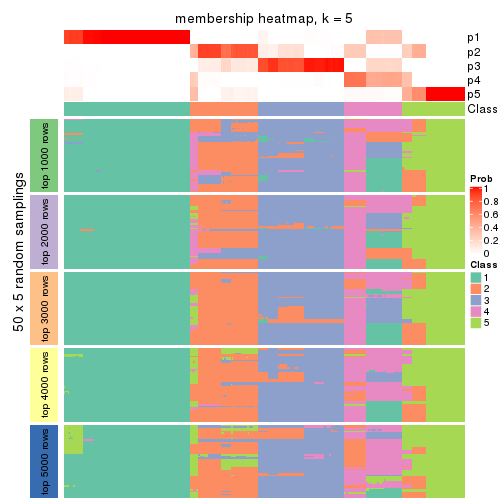 membership heatmap, k = 5
p1
p2
p3
p4
p5
Class
50 x 5 random samplings
top 1000 rows
top 2000 rows
top 3000 rows
top 4000 rows
top 5000 rows
Prob
1
0.8
0.6
0.4
0.2
0
Class
1
2
3
4
5